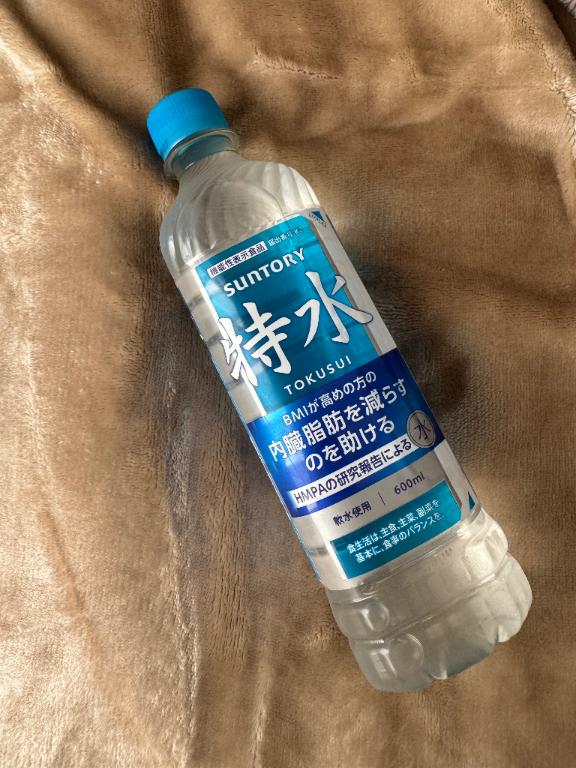 機能性表示食品
SUNTORY
特水
TOKUSUI
BMIが高めの方の
内臓脂肪を減らす
のを助ける
HMPAの研究報告による
水
軟水使用 | 600ml
食生活は、主食、主菜、副菜を
基本に、食事のバランスを。